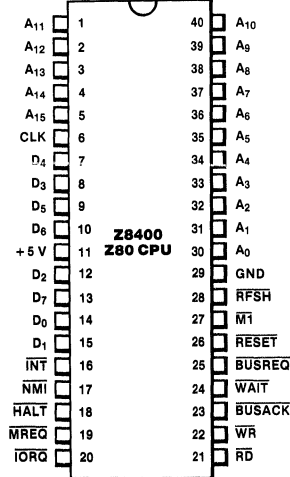 A11 1 40 A10
A12 2 39 A9
A13 3 38 A8
A14 4 37 A7
A15 5 36 A6
CLK 6 35 A5
D4 7 34 A4
D3 8 33 A3
D5 9 32 A2
D6 10 31 A1
Z8400
+5 V 11 Z80 CPU 30 A0
D2 12 29 GND
D7 13 28 RFSH
D0 14 27 M1
D1 15 26 RESET
INT 16 25 BUSREQ
NMI 17 24 WAIT
HALT 18 23 BUSACK
MREQ 19 22 WR
IORQ 20 21 RD